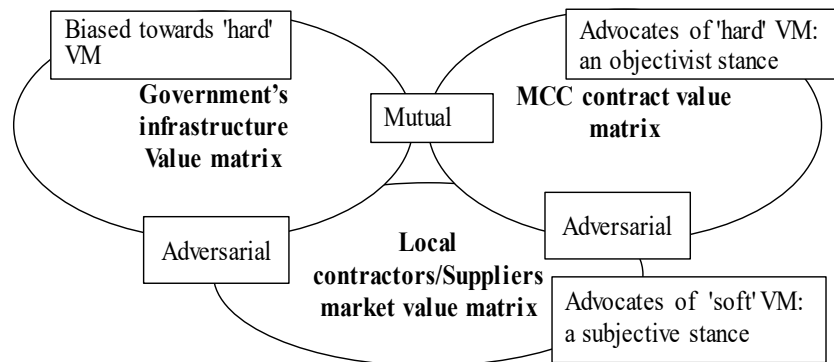 Biased towards 'hard'
VM
Advocates of 'hard' VM:
an objectivist stance
Government's
infrastructure
Value matrix
Mutual
MCC contract value
matrix
Adversarial
Local
contractors/Suppliers
market value matrix
Adversarial
Advocates of 'soft' VM:
a subjective stance